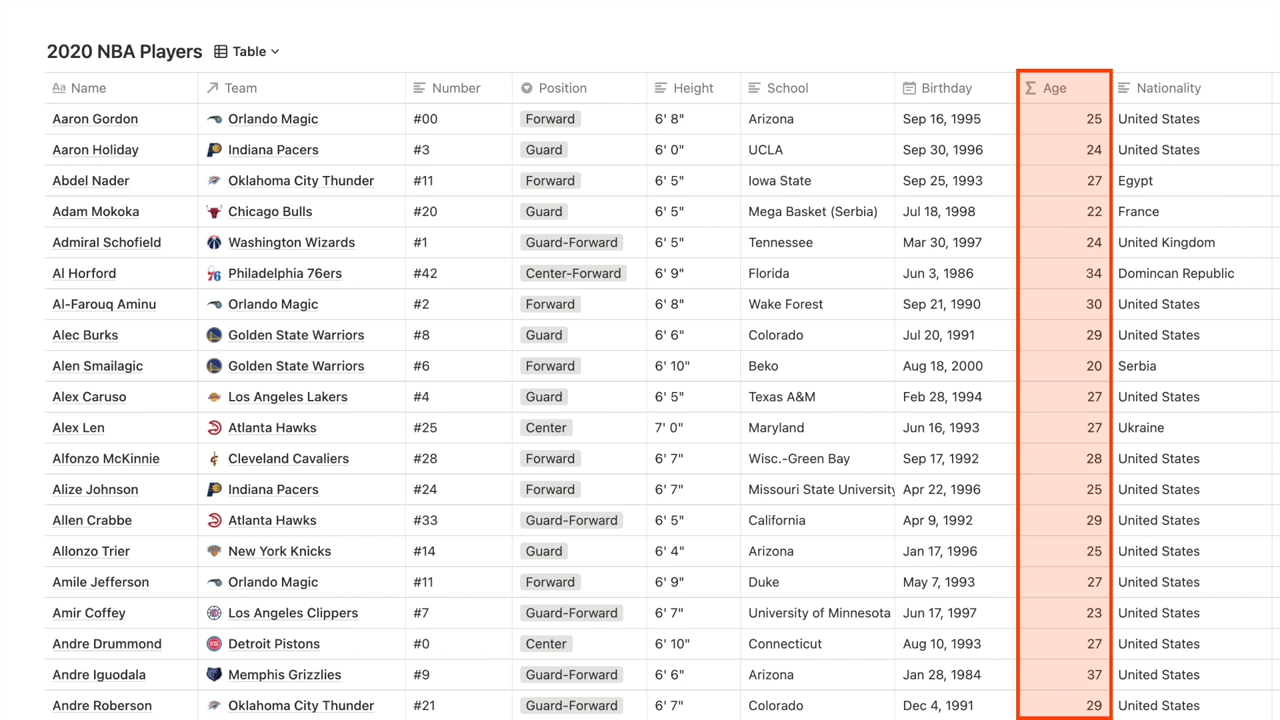 2020 NBA Players Table
Name Team Number Position Height School Birthday Age Nationality
Aaron Gordon Orlando Magic #00 Forward 6' 8" Arizona Sep 16, 1995 25 United States
Aaron Holiday Indiana Pacers #3 Guard 6' 0" UCLA Sep 30, 1996 24 United States
Abdel Nader Oklahoma City Thunder #11 Forward 6' 5" Iowa State Sep 25, 1993 27 Egypt
Adam Mokoka Chicago Bulls #20 Guard 6' 5" Mega Basket (Serbia) Jul 18, 1998 22 France
Admiral Schofield Washington Wizards #1 Guard-Forward 6' 5" Tennessee Mar 30, 1997 24 United Kingdom
Al Horford Philadelphia 76ers #42 Center-Forward 6' 9" Florida Jun 3, 1986 34 Domincan Republic
Al-Farouq Aminu Orlando Magic #2 Forward 6' 8" Wake Forest Sep 21, 1990 30 United States
Alec Burks Golden State Warriors #8 Guard 6' 6" Colorado Jul 20, 1991 29 United States
Alen Smailagic Golden State Warriors #6 Forward 6' 10" Beko Aug 18, 2000 20 Serbia
Alex Caruso Los Angeles Lakers #4 Guard 6' 5" Texas A&M Feb 28, 1994 27 United States
Alex Len Atlanta Hawks #25 Center 7' 0" Maryland Jun 16, 1993 27 Ukraine
Alfonzo McKinnie Cleveland Cavaliers #28 Forward 6' 7" Wisc.-Green Bay Sep 17, 1992 28 United States
Alize Johnson Indiana Pacers #24 Forward 6' 7" Missouri State University Apr 22, 1996 25 United States
Allen Crabbe Atlanta Hawks #33 Guard-Forward 6' 5" California Apr 9, 1992 29 United States
Allonzo Trier New York Knicks #14 Guard 6' 4" Arizona Jan 17, 1996 25 United States
Amile Jefferson Orlando Magic #11 Forward 6' 9" Duke May 7, 1993 27 United States
Amir Coffey Los Angeles Clippers #7 Guard-Forward 6' 7" University of Minnesota Jun 17, 1997 23 United States
Andre Drummond Detroit Pistons #0 Center 6' 10" Connecticut Aug 10, 1993 27 United States
Andre Iguodala Memphis Grizzlies #9 Guard-Forward 6' 6" Arizona Jan 28, 1984 37 United States
Andre Roberson Oklahoma City Thunder #21 Guard-Forward 6' 7" Colorado Dec 4, 1991 29 United States